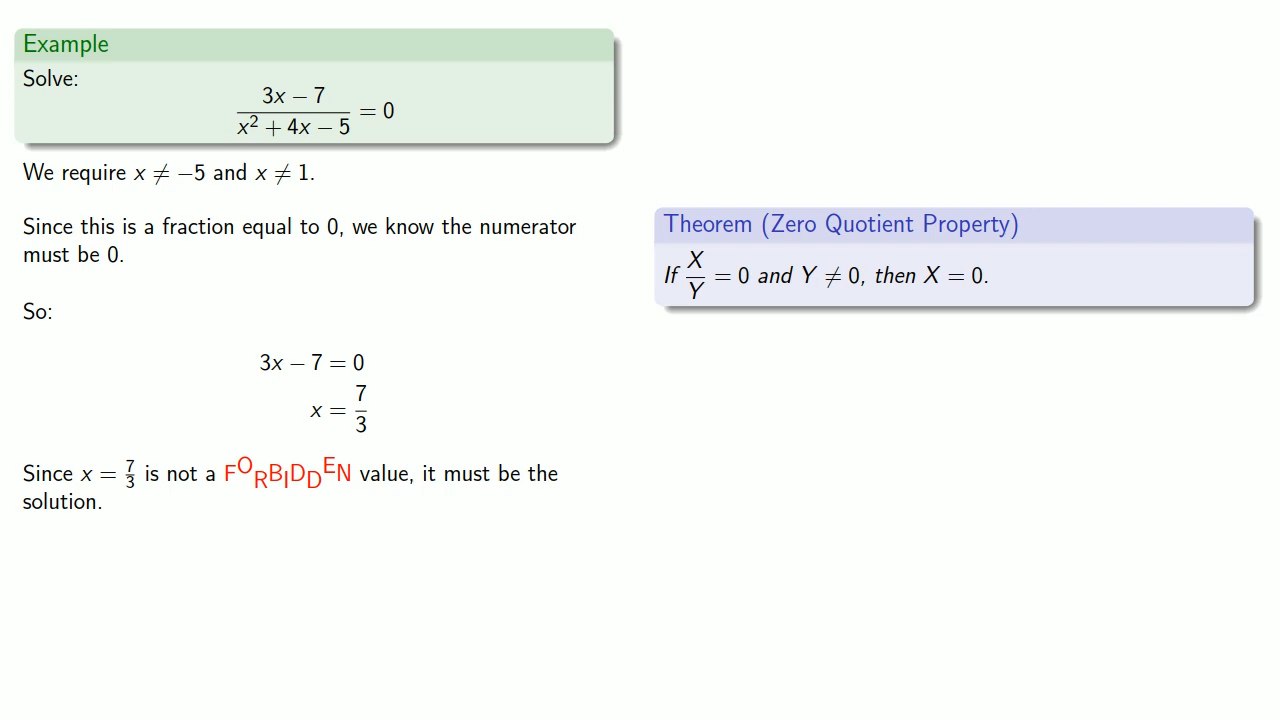 Example
Solve:
3x − 7
x² + 4x − 5
= 0
We require x ≠ −5 and x ≠ 1.
Since this is a fraction equal to 0, we know the numerator
must be 0.
So:
3x − 7 = 0
x = 7/3
Since x = 7/3 is not a FORBIDDEN value, it must be the
solution.
Theorem (Zero Quotient Property)
If X/Y = 0 and Y ≠ 0, then X = 0.